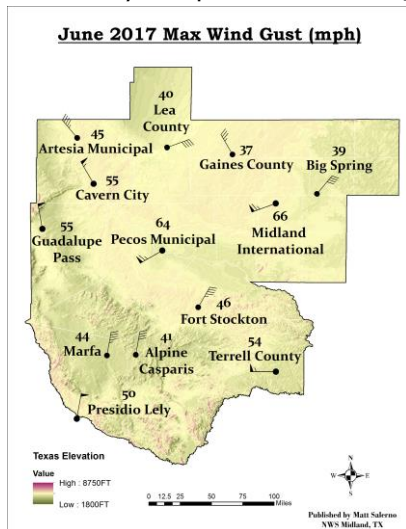 June 2017 Max Wind Gust (mph)
40
Lea
County
45
Artesia Municipal
37
Gaines County
39
Big Spring
55
Cavern City
55
Guadalupe
Pass
64
Pecos Municipal
66
Midland
International
46
Fort Stockton
44
Marfa
41
Alpine
Casparis
54
Terrell County
50
Presidio Lely
Texas Elevation
Value
High : 8750FT
Low : 1800FT
0 12.5 25 50 75 100
Miles
N
W E
S
Published by Matt Salerno
NWS Midland, TX